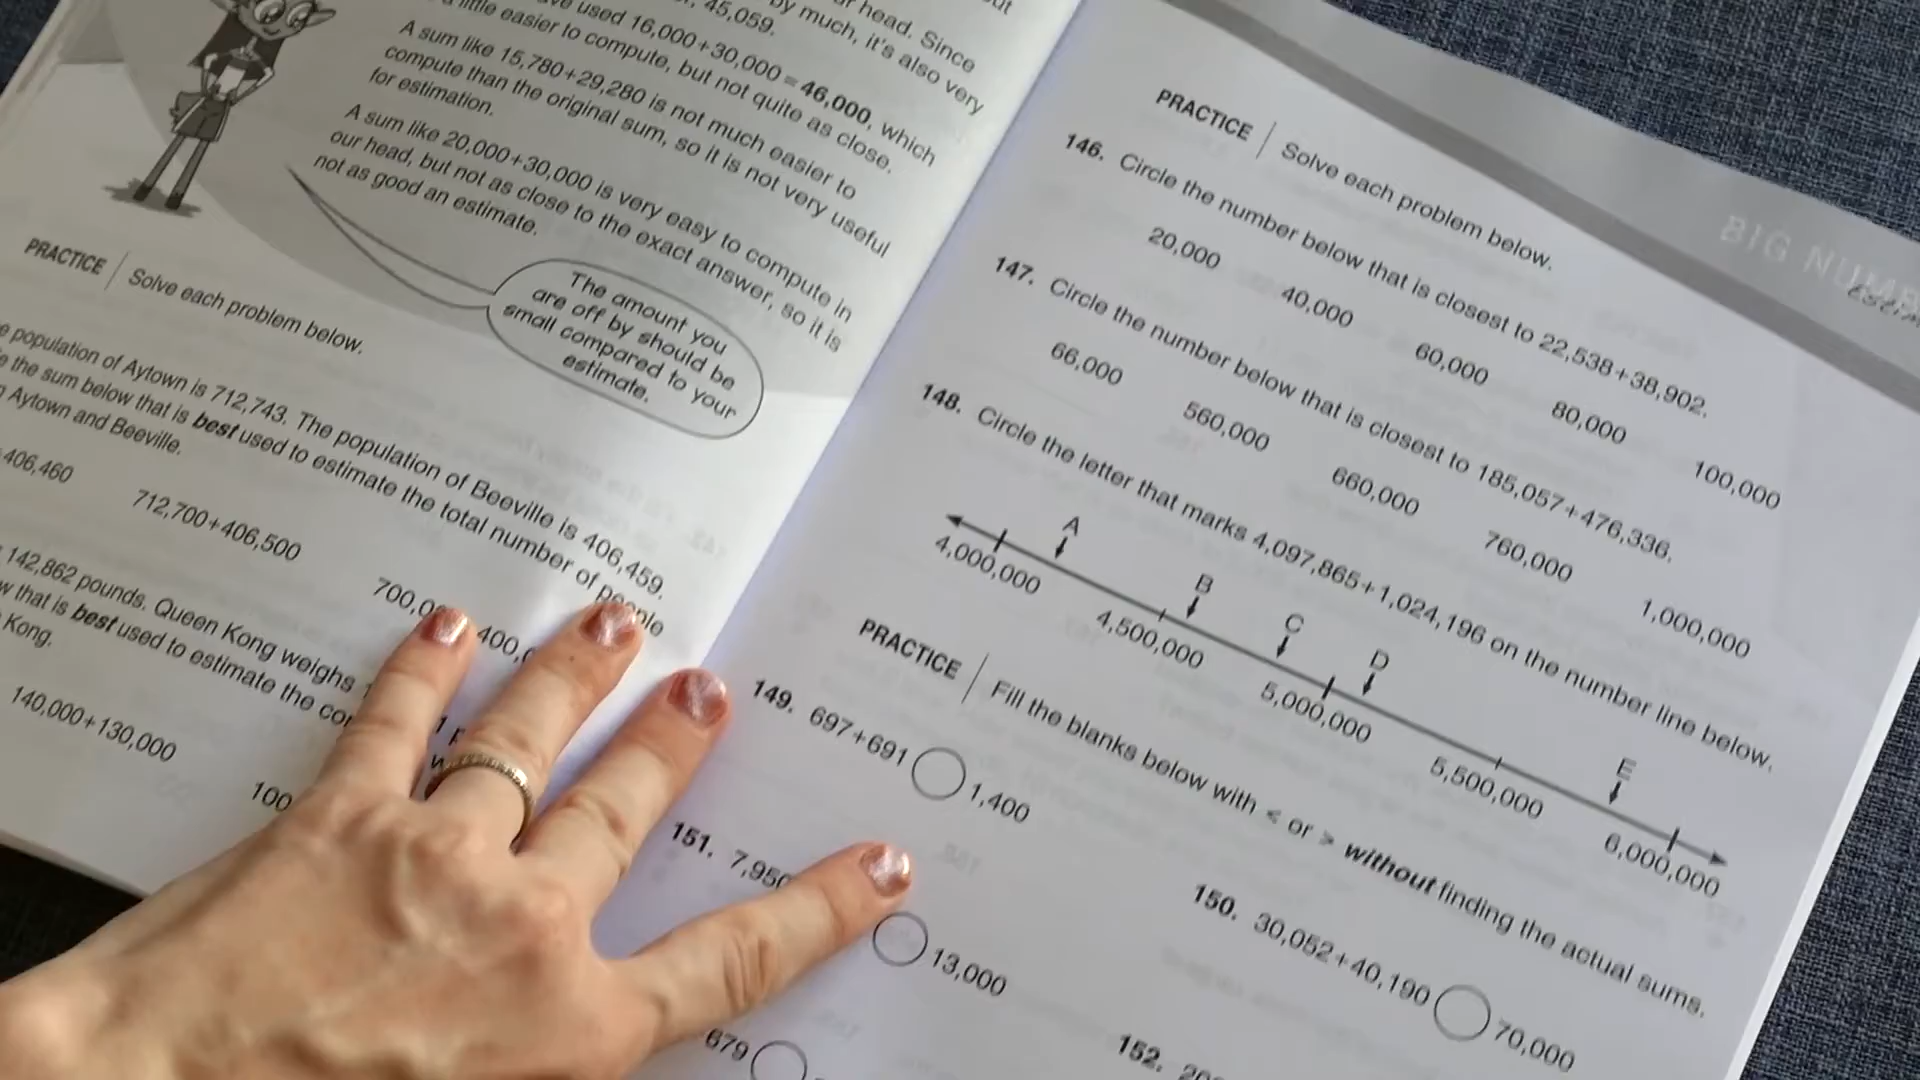 out
r head. Since
by much, it's also very
45,059.
used 16,000+30,000=46,000, which
little easier to compute, but not quite as close.
A sum like 15,780+29,280 is not much easier to
compute than the original sum, so it is not very useful
for estimation.
A sum like 20,000+30,000 is very easy to compute in
our head, but not as close to the exact answer, so it is
not as good an estimate.
The amount you
are off by should be
small compared to your
estimate.
PRACTICE | Solve each problem below.
population of Aytown is 712,743. The population of Beeville is 406,459.
the sum below that is best used to estimate the total number of people
Aytown and Beeville.
406,460
712,700+406,500
142,862 pounds. Queen Kong weighs
that is best used to estimate the
Kong.
140,000+130,000
100
BIG NUM
PRACTICE | Solve each problem below.
146. Circle the number below that is closest to 22,538+38,902.
20,000 40,000 60,000 80,000 100,000
147. Circle the number below that is closest to 185,057+476,336.
66,000 560,000 660,000 760,000 1,000,000
148. Circle the letter that marks 4,097,865+1,024,196 on the number line below.
A B C D E
4,000,000 4,500,000 5,000,000 5,500,000 6,000,000
PRACTICE | Fill the blanks below with < or > without finding the actual sums.
149. 697+691 1,400
150. 30,052+40,190 70,000
151. 7,950 13,000
152.
679